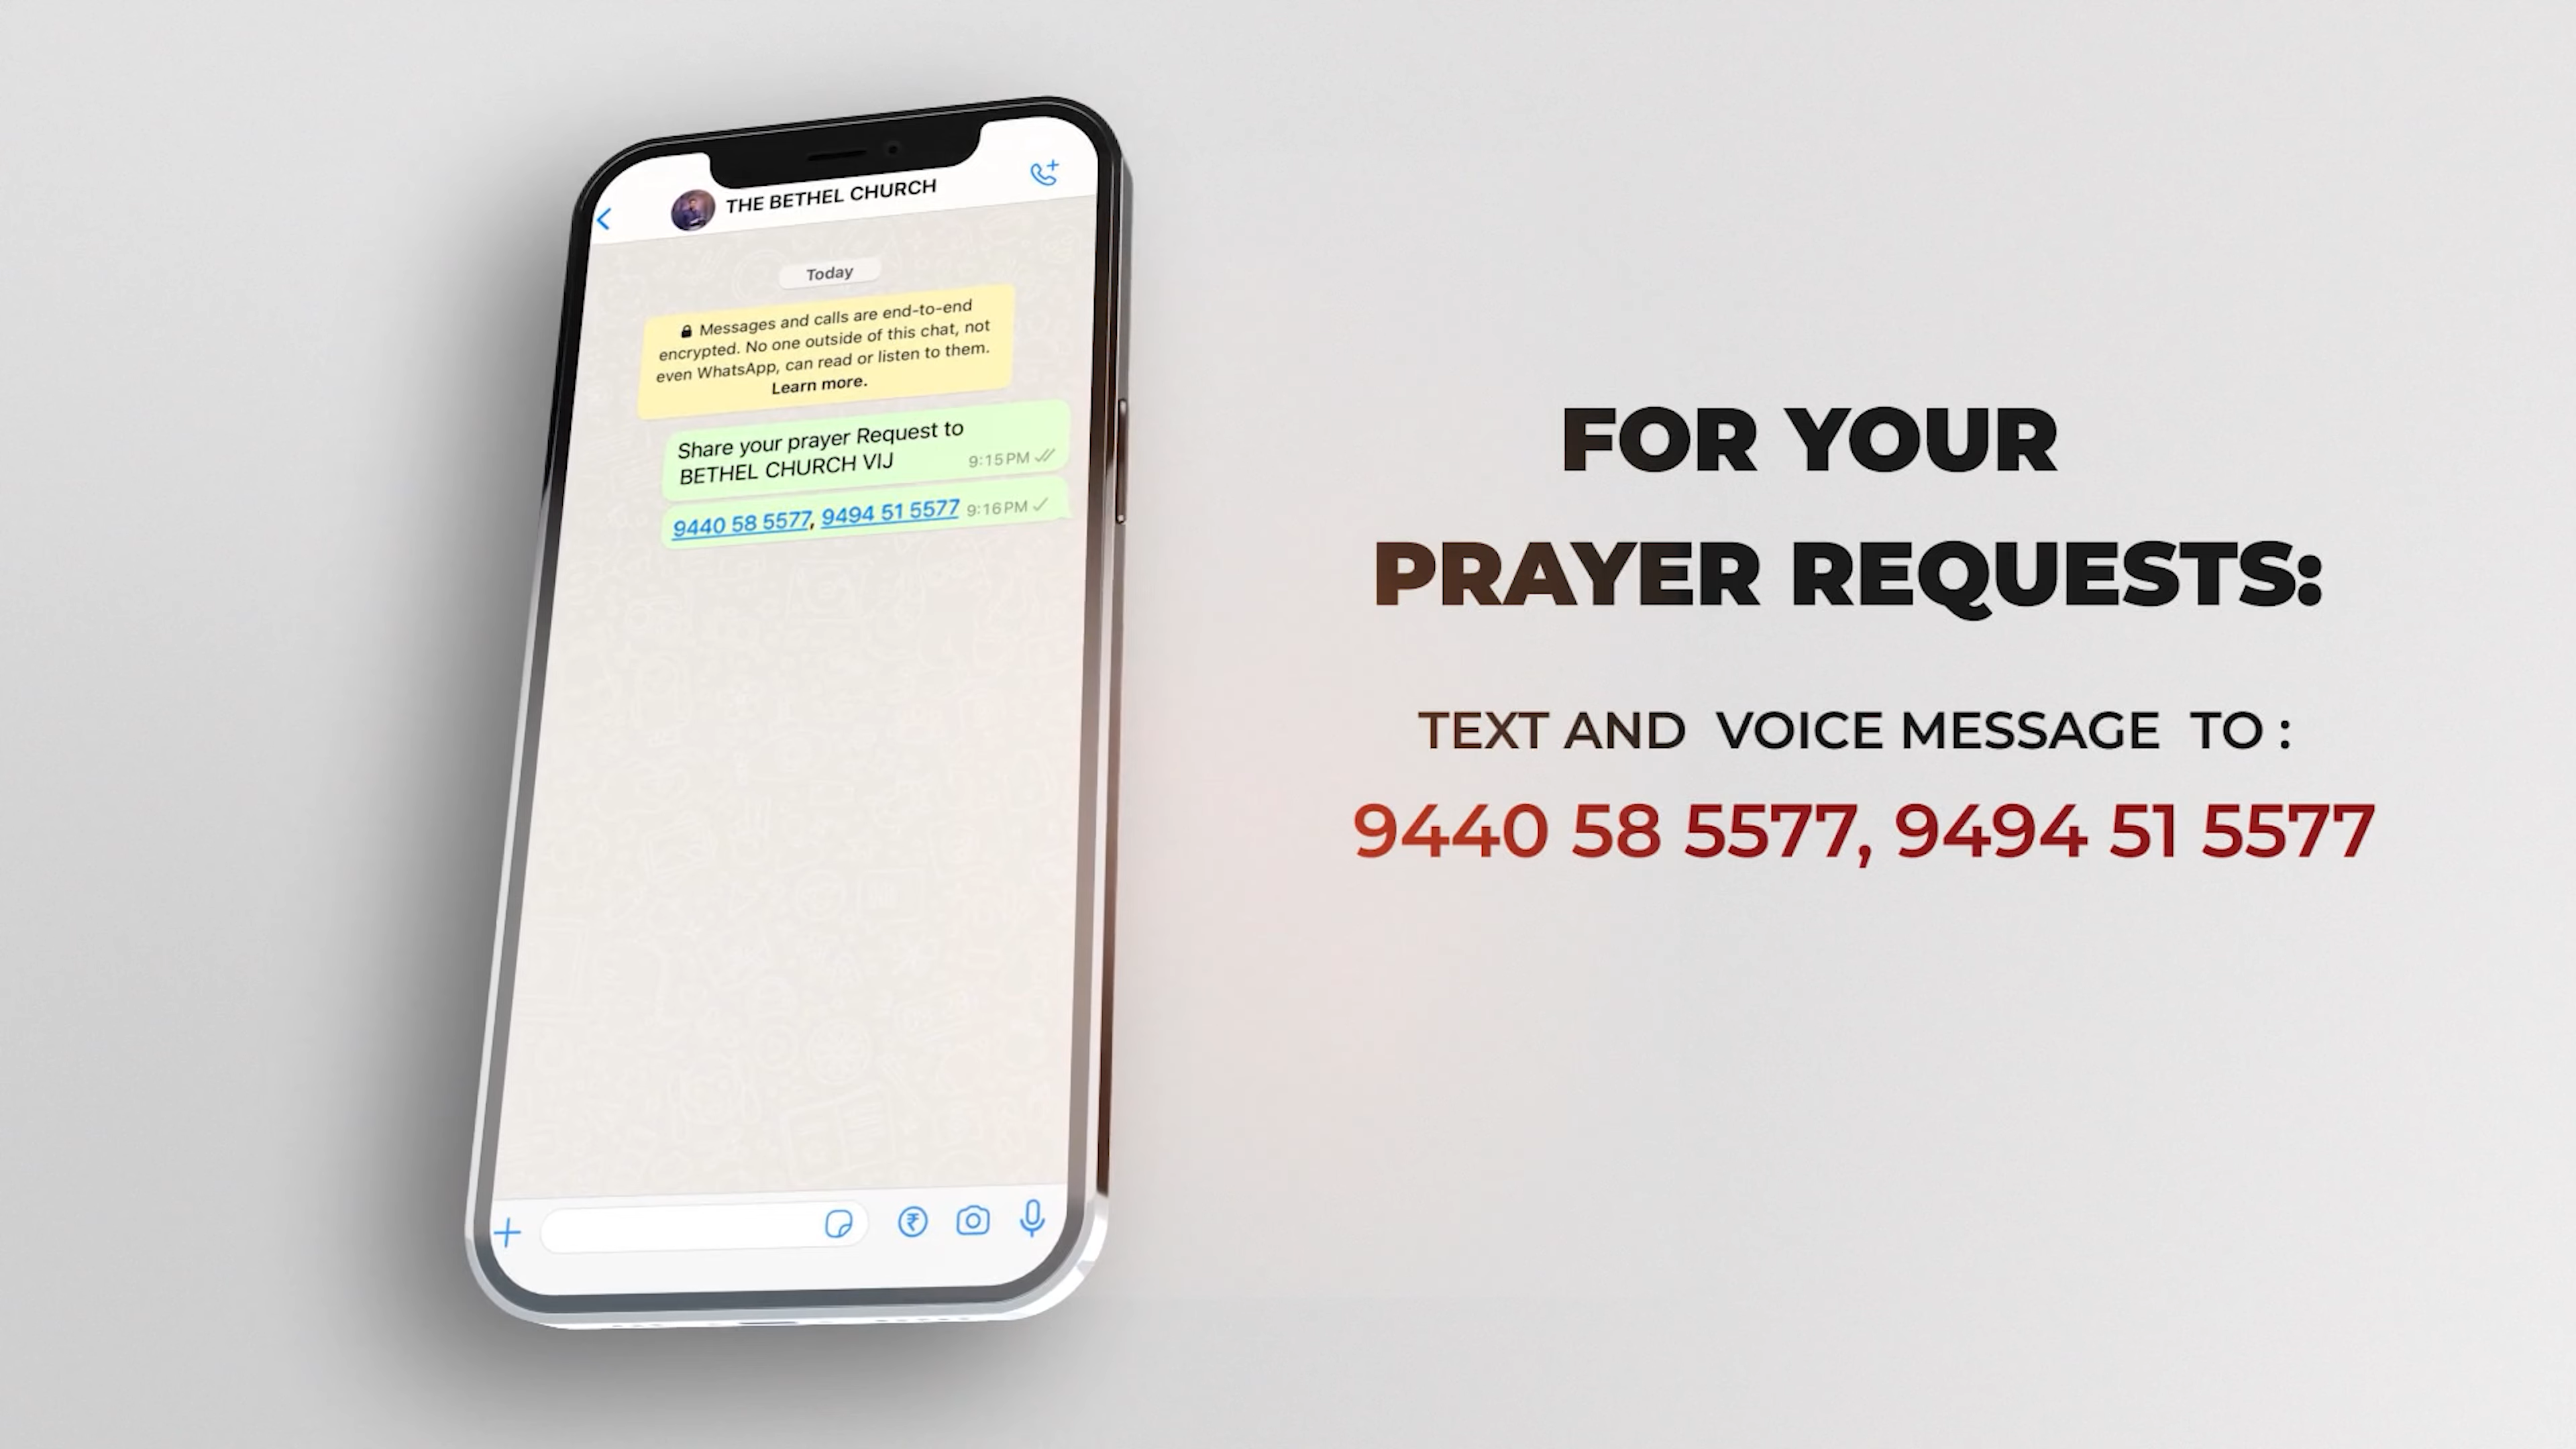 THE BETHEL CHURCH
Today
Messages and calls are end-to-end
encrypted. No one outside of this chat, not
even WhatsApp, can read or listen to them.
Learn more.
Share your prayer Request to
BETHEL CHURCH VIJ 9:15 PM
9440 58 5577, 9494 51 5577 9:16 PM
FOR YOUR
PRAYER REQUESTS:
TEXT AND VOICE MESSAGE TO :
9440 58 5577, 9494 51 5577